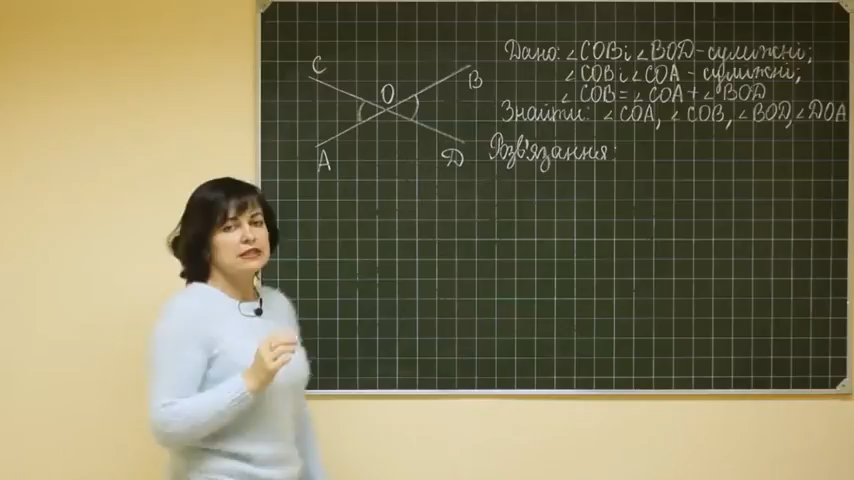 Дано: ∠COB і ∠BOD - суміжні;
∠COB і ∠COA - суміжні;
∠COB = ∠COA + ∠BOD
Знайти: ∠COA, ∠COB, ∠BOD, ∠DOA
Розв'язання:
C
O
B
A
D